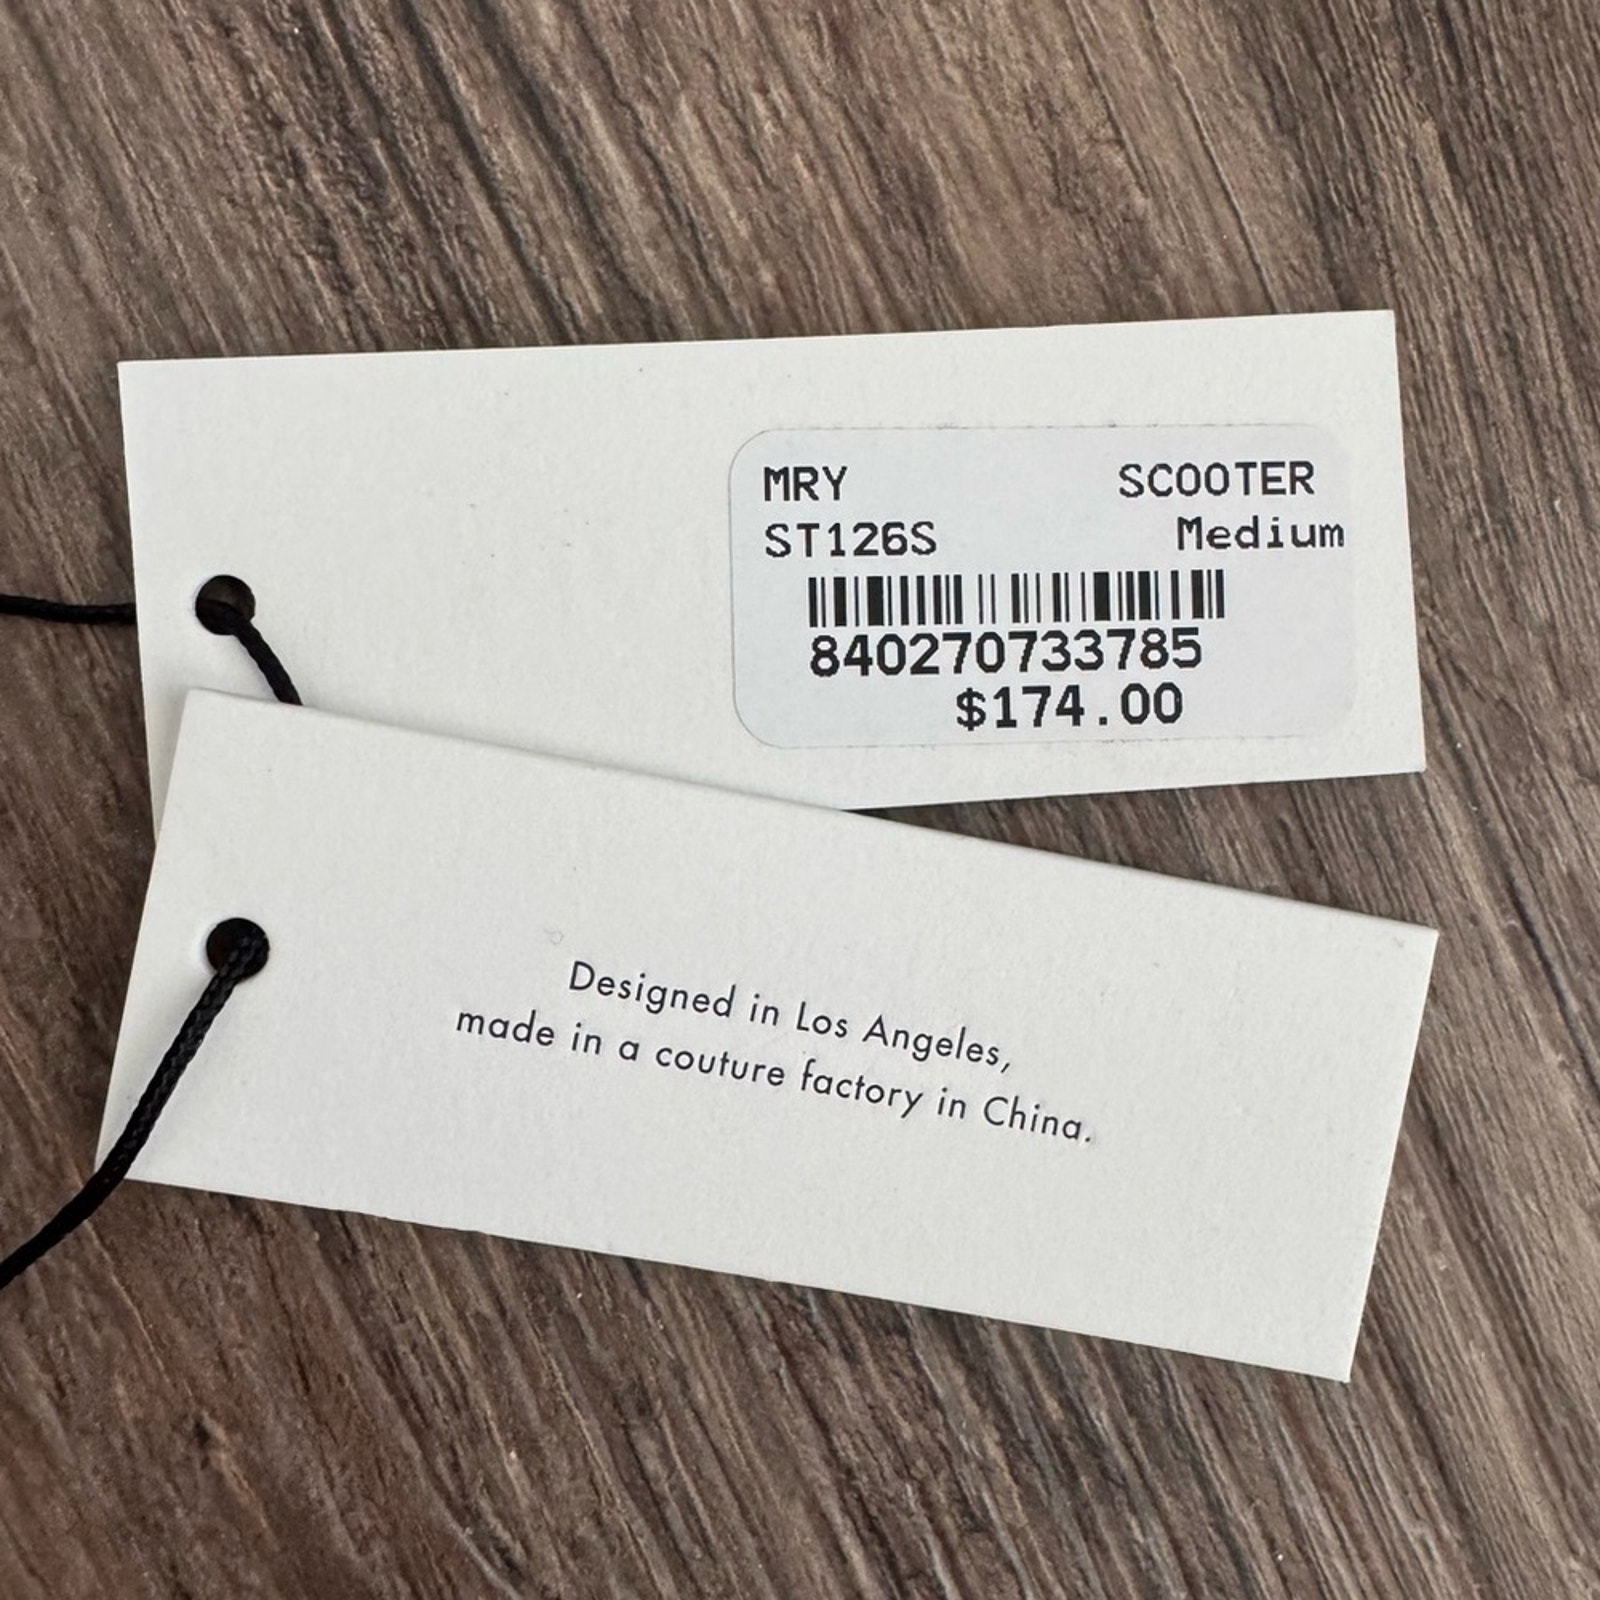 MRY SCOOTER
ST126S Medium
840270733785
$174.00
Designed in Los Angeles,
made in a couture factory in China.